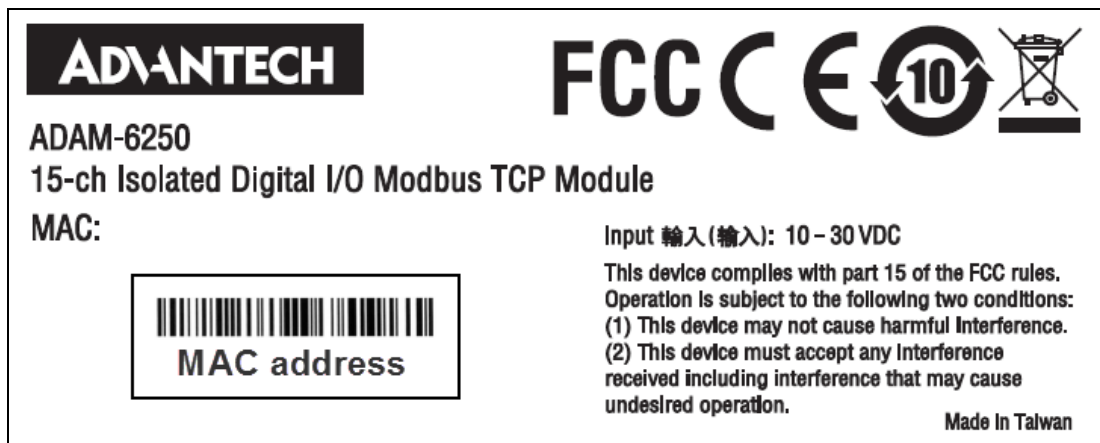 ADVANTECH
FCC CE 10
ADAM-6250
15-ch Isolated Digital I/O Modbus TCP Module
MAC:
MAC address
Input 輸入(输入): 10 – 30 VDC
This device complies with part 15 of the FCC rules.
Operation is subject to the following two conditions:
(1) This device may not cause harmful interference.
(2) This device must accept any interference
received including interference that may cause
undesired operation.
Made in Taiwan